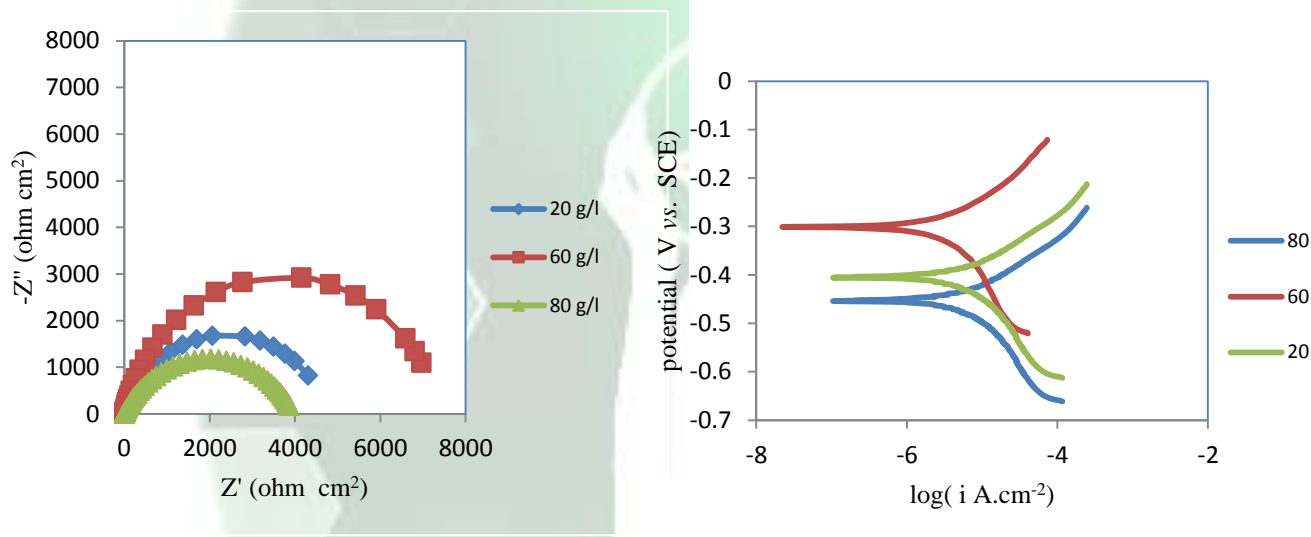 8000
7000
6000
5000
4000
3000
2000
1000
0
-Z" (ohm cm²)
0 2000 4000 6000 8000
Z' (ohm cm²)
20 g/l
60 g/l
80 g/l
0
-0.1
-0.2
-0.3
-0.4
-0.5
-0.6
-0.7
potential ( V vs. SCE)
-8 -6 -4 -2
log( i A.cm⁻²)
80
60
20